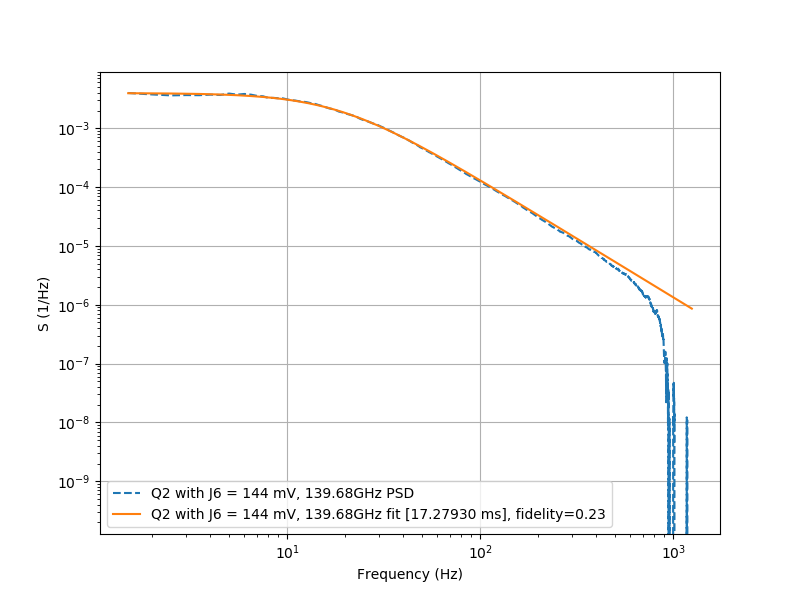 10⁻³
10⁻⁴
10⁻⁵
10⁻⁶
10⁻⁷
10⁻⁸
10⁻⁹
S (1/Hz)
Q2 with J6 = 144 mV, 139.68GHz PSD
Q2 with J6 = 144 mV, 139.68GHz fit [17.27930 ms], fidelity=0.23
10¹ 10² 10³
Frequency (Hz)